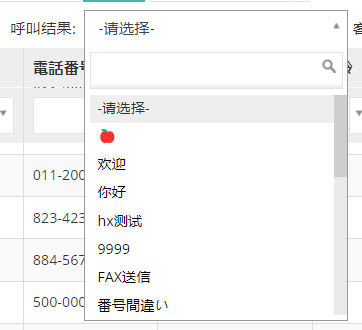 呼叫结果: -请选择-
電話番号
-请选择-
🍎
欢迎
你好
hx测试
9999
FAX送信
番号間違い
011-200
823-423
884-567
500-000